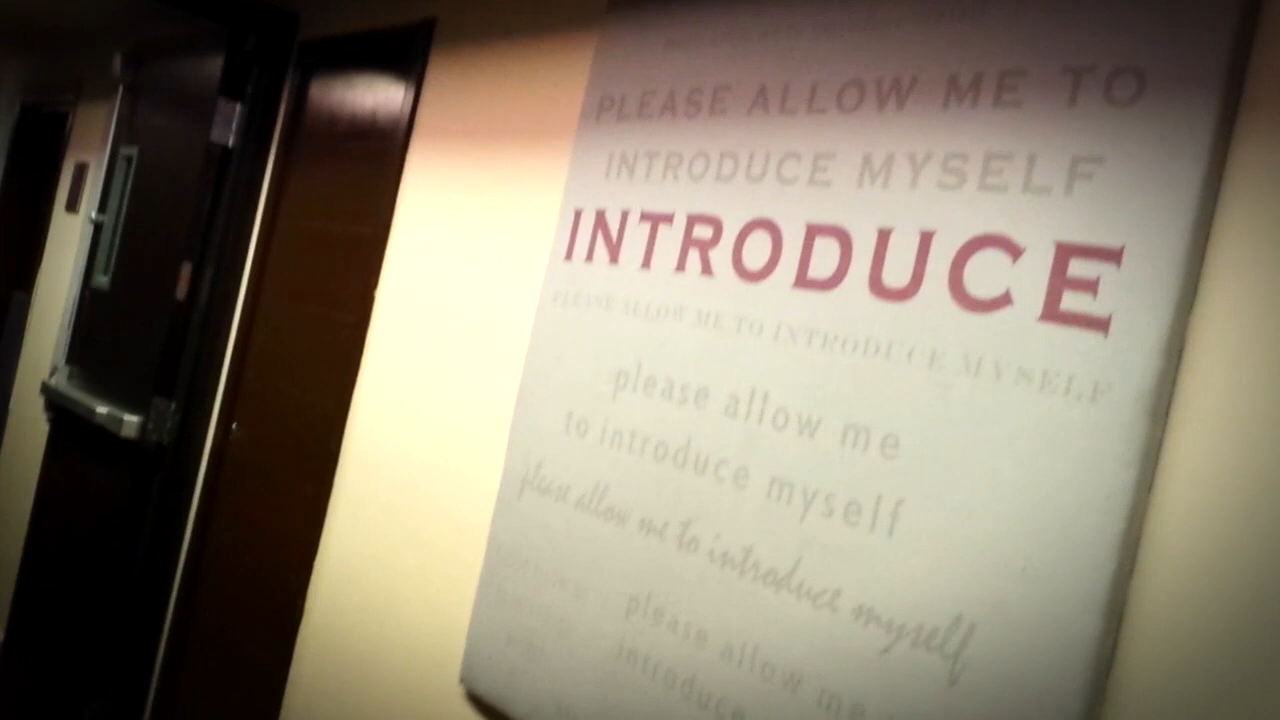 PLEASE ALLOW ME TO
INTRODUCE MYSELF
INTRODUCE
PLEASE ALLOW ME TO INTRODUCE MYSELF
please allow me
to introduce myself
please allow me to introduce myself
please allow me
introduce